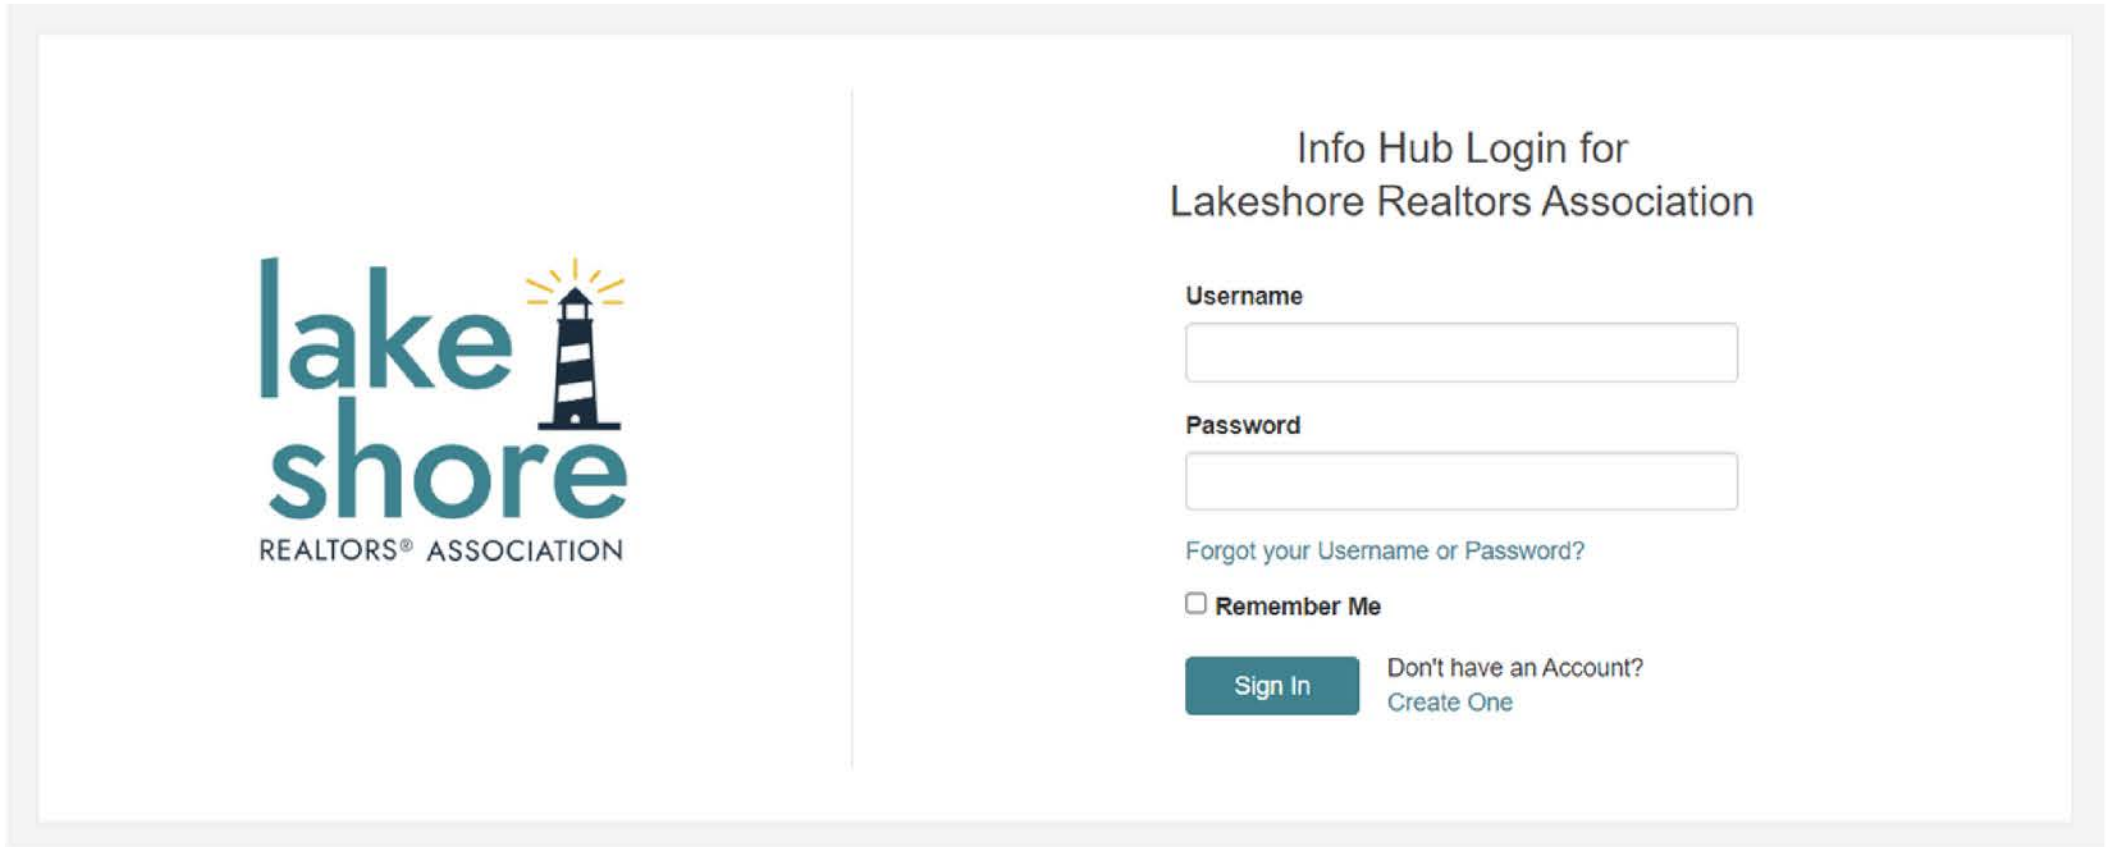 lake
shore
REALTORS® ASSOCIATION
Info Hub Login for
Lakeshore Realtors Association
Username
Password
Forgot your Username or Password?
Remember Me
Sign In
Don't have an Account?
Create One